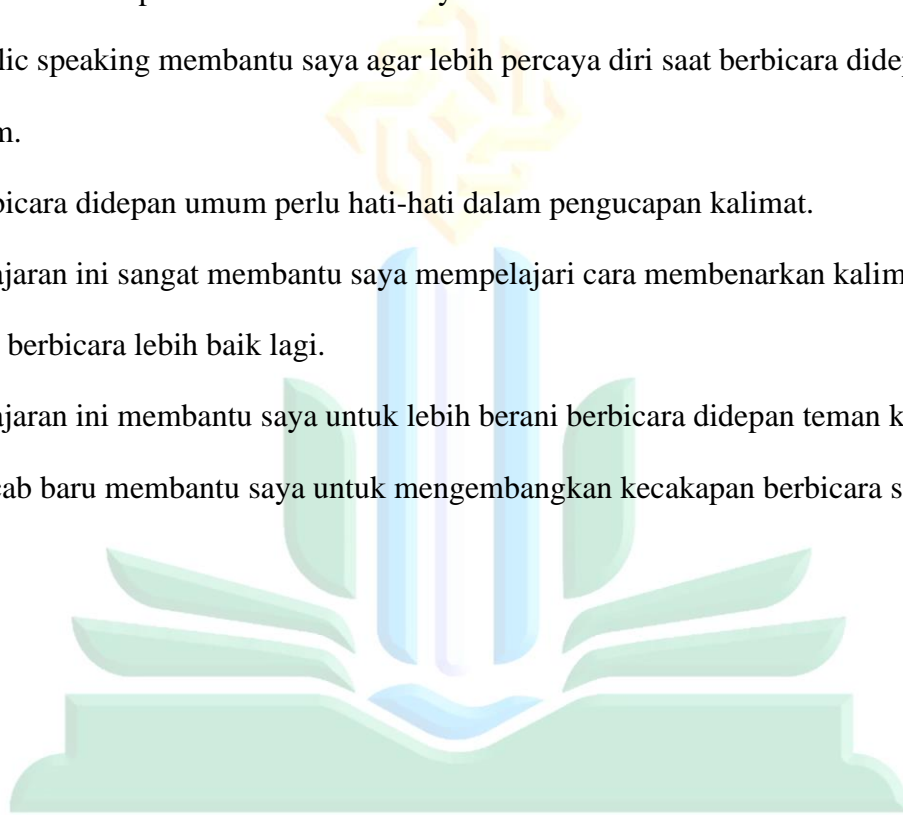 lic speaking membantu saya agar lebih percaya diri saat berbicara dide
m.
bicara didepan umum perlu hati-hati dalam pengucapan kalimat.
ajaran ini sangat membantu saya mempelajari cara membenarkan kalim
berbicara lebih baik lagi.
ajaran ini membantu saya untuk lebih berani berbicara didepan teman k
cab baru membantu saya untuk mengembangkan kecakapan berbicara s